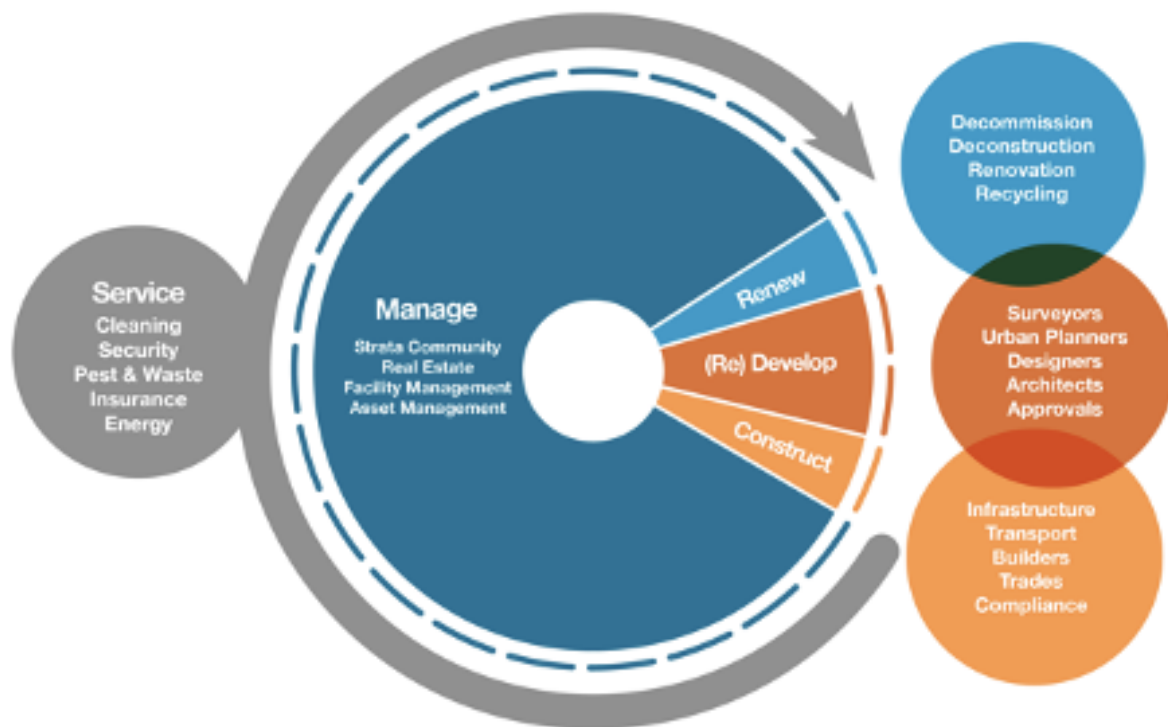 Service
Cleaning
Security
Pest & Waste
Insurance
Energy
Manage
Strata Community
Real Estate
Facility Management
Asset Management
Renew
(Re) Develop
Construct
Decommission
Deconstruction
Renovation
Recycling
Surveyors
Urban Planners
Designers
Architects
Approvals
Infrastructure
Transport
Builders
Trades
Compliance